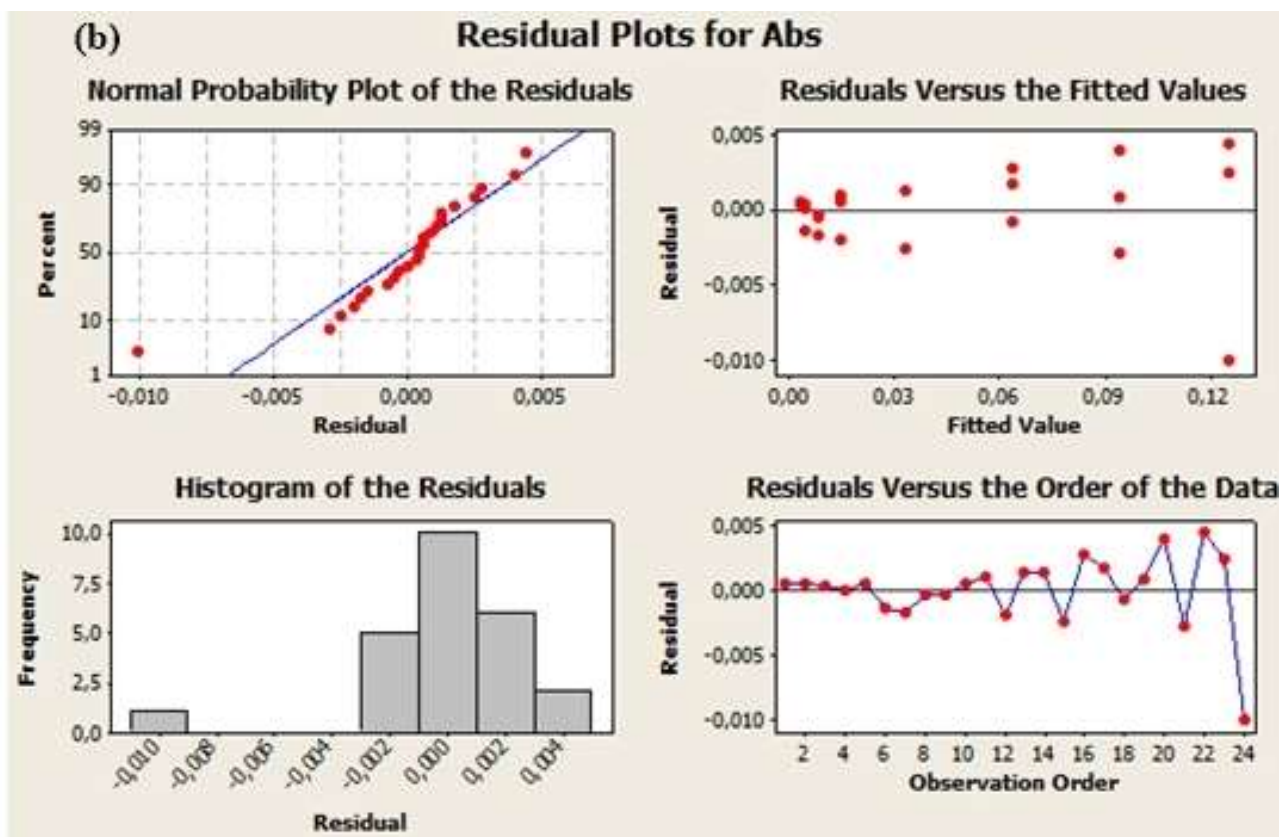 (b)
Residual Plots for Abs
Normal Probability Plot of the Residuals
99
90
50
10
1
Percent
-0,010 -0,005 0,000 0,005
Residual
Residuals Versus the Fitted Values
0,005
0,000
-0,005
-0,010
Residual
0,00 0,03 0,06 0,09 0,12
Fitted Value
Histogram of the Residuals
10,0
7,5
5,0
2,5
0,0
Frequency
-0,010 -0,008 -0,006 -0,004 -0,002 0,000 0,002 0,004
Residual
Residuals Versus the Order of the Data
0,005
0,000
-0,005
-0,010
Residual
2 4 6 8 10 12 14 16 18 20 22 24
Observation Order